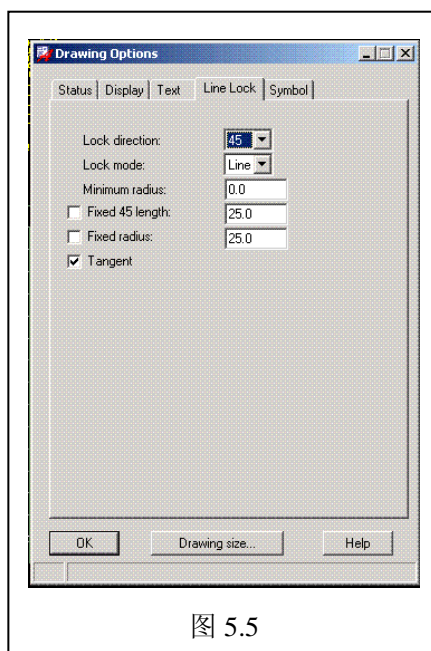 Drawing Options
Status Display Text Line Lock Symbol
Lock direction: 45
Lock mode: Line
Minimum radius: 0.0
Fixed 45 length: 25.0
Fixed radius: 25.0
Tangent
OK Drawing size... Help
图 5.5